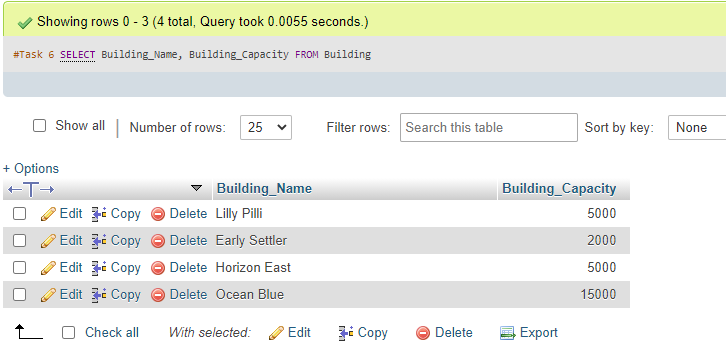 Showing rows 0 - 3 (4 total, Query took 0.0055 seconds.)
#Task 6 SELECT Building_Name, Building_Capacity FROM Building
Show all | Number of rows: 25 Filter rows: Search this table Sort by key: None
+ Options
←T→ Building_Name Building_Capacity
Edit Copy Delete Lilly Pilli 5000
Edit Copy Delete Early Settler 2000
Edit Copy Delete Horizon East 5000
Edit Copy Delete Ocean Blue 15000
Check all With selected: Edit Copy Delete Export